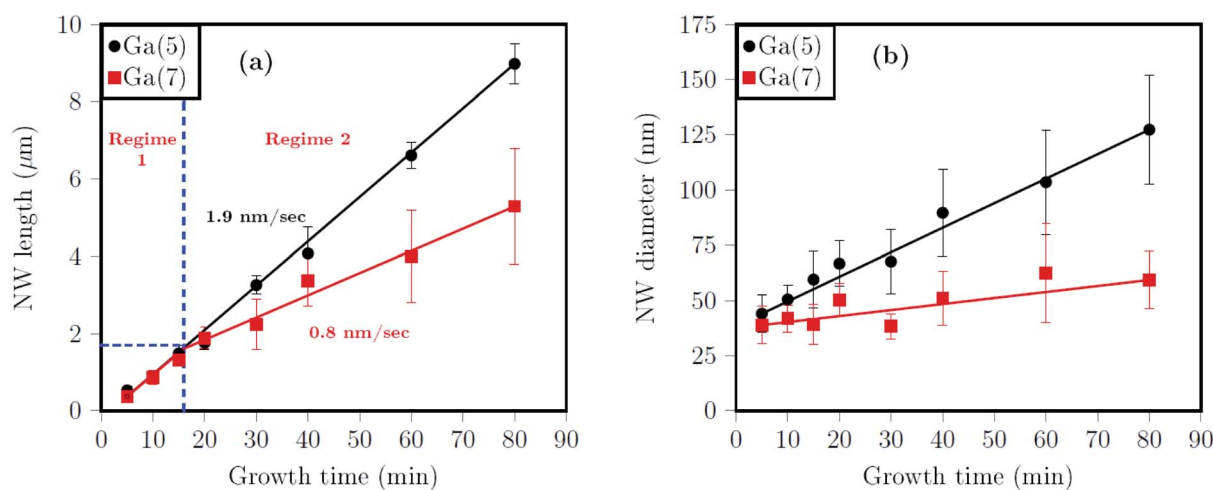 Ga(5)
Ga(7)
(a)
Regime
1
Regime 2
1.9 nm/sec
0.8 nm/sec
10
8
6
4
2
0
NW length (μm)
0 10 20 30 40 50 60 70 80 90
Growth time (min)
Ga(5)
Ga(7)
(b)
175
150
125
100
75
50
25
0
NW diameter (nm)
0 10 20 30 40 50 60 70 80 90
Growth time (min)